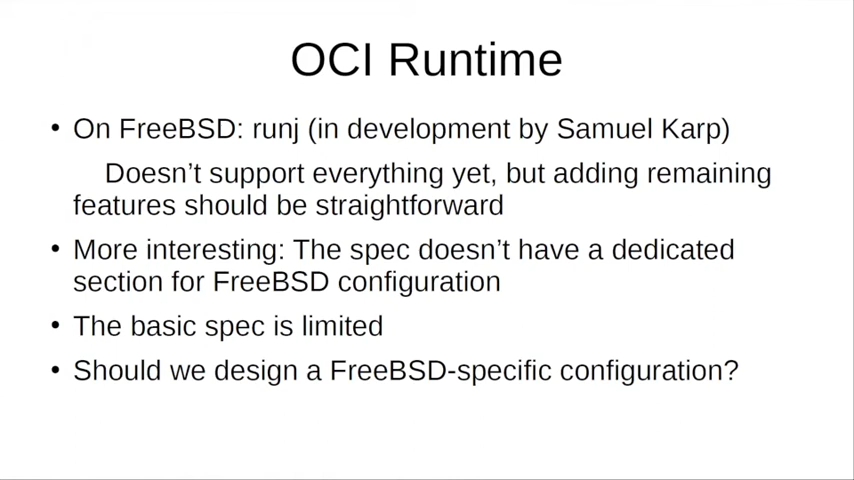 OCI Runtime
• On FreeBSD: runj (in development by Samuel Karp)
Doesn’t support everything yet, but adding remaining
features should be straightforward
• More interesting: The spec doesn’t have a dedicated
section for FreeBSD configuration
• The basic spec is limited
• Should we design a FreeBSD-specific configuration?